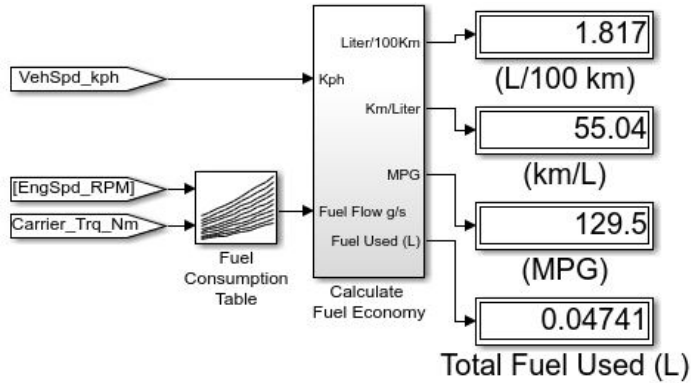 Liter/100Km
1.817
(L/100 km)
VehSpd_kph
Kph
Km/Liter
55.04
(km/L)
[EngSpd_RPM]
MPG
129.5
(MPG)
Carrier_Trq_Nm
Fuel Flow g/s
Fuel Used (L)
Fuel
Consumption
Table
Calculate
Fuel Economy
0.04741
Total Fuel Used (L)